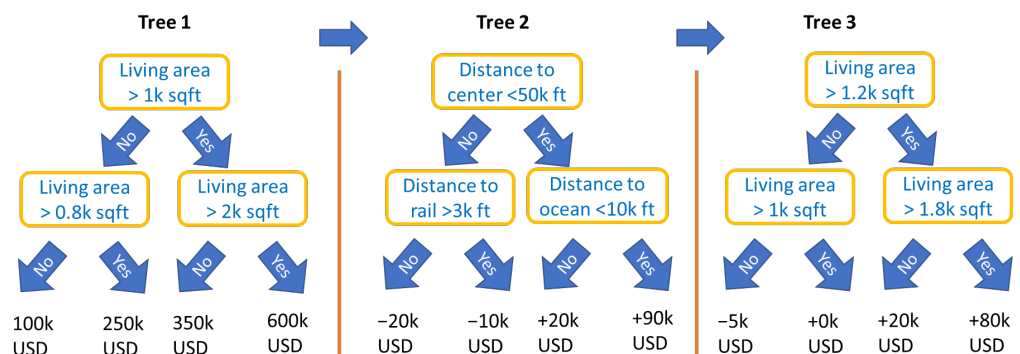 Tree 1
Tree 2
Tree 3
Living area
> 1k sqft
Distance to
center <50k ft
Living area
> 1.2k sqft
No
Yes
No
Yes
No
Yes
Living area
> 0.8k sqft
Living area
> 2k sqft
Distance to
rail >3k ft
Distance to
ocean <10k ft
Living area
> 1k sqft
Living area
> 1.8k sqft
No
Yes
No
Yes
No
Yes
No
Yes
No
Yes
No
Yes
100k
USD
250k
USD
350k
USD
600k
USD
−20k
USD
−10k
USD
+20k
USD
+90k
USD
−5k
USD
+0k
USD
+20k
USD
+80k
USD